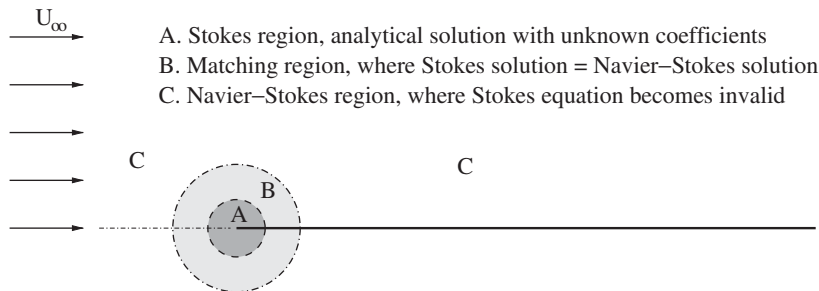 U∞
A. Stokes region, analytical solution with unknown coefficients
B. Matching region, where Stokes solution = Navier−Stokes solution
C. Navier−Stokes region, where Stokes equation becomes invalid
C
C
B
A